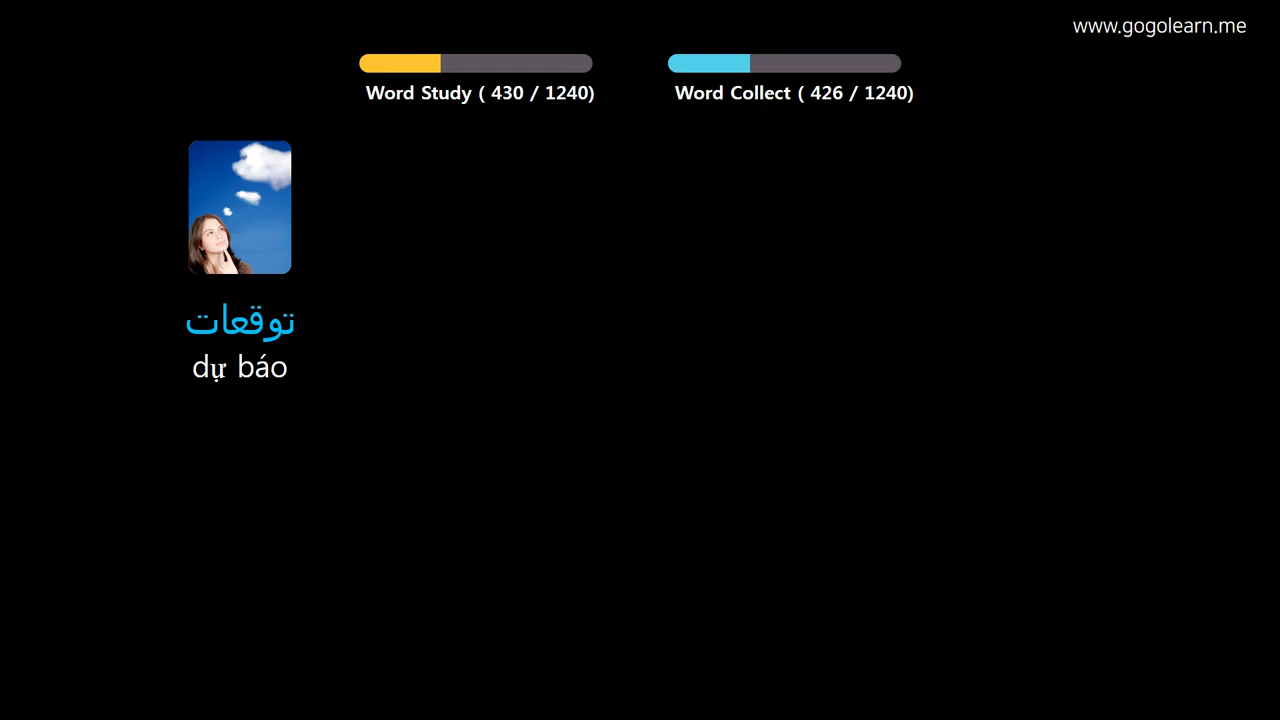 www.gogolearn.me
Word Study ( 430 / 1240)
Word Collect ( 426 / 1240)
توقعات
dự báo